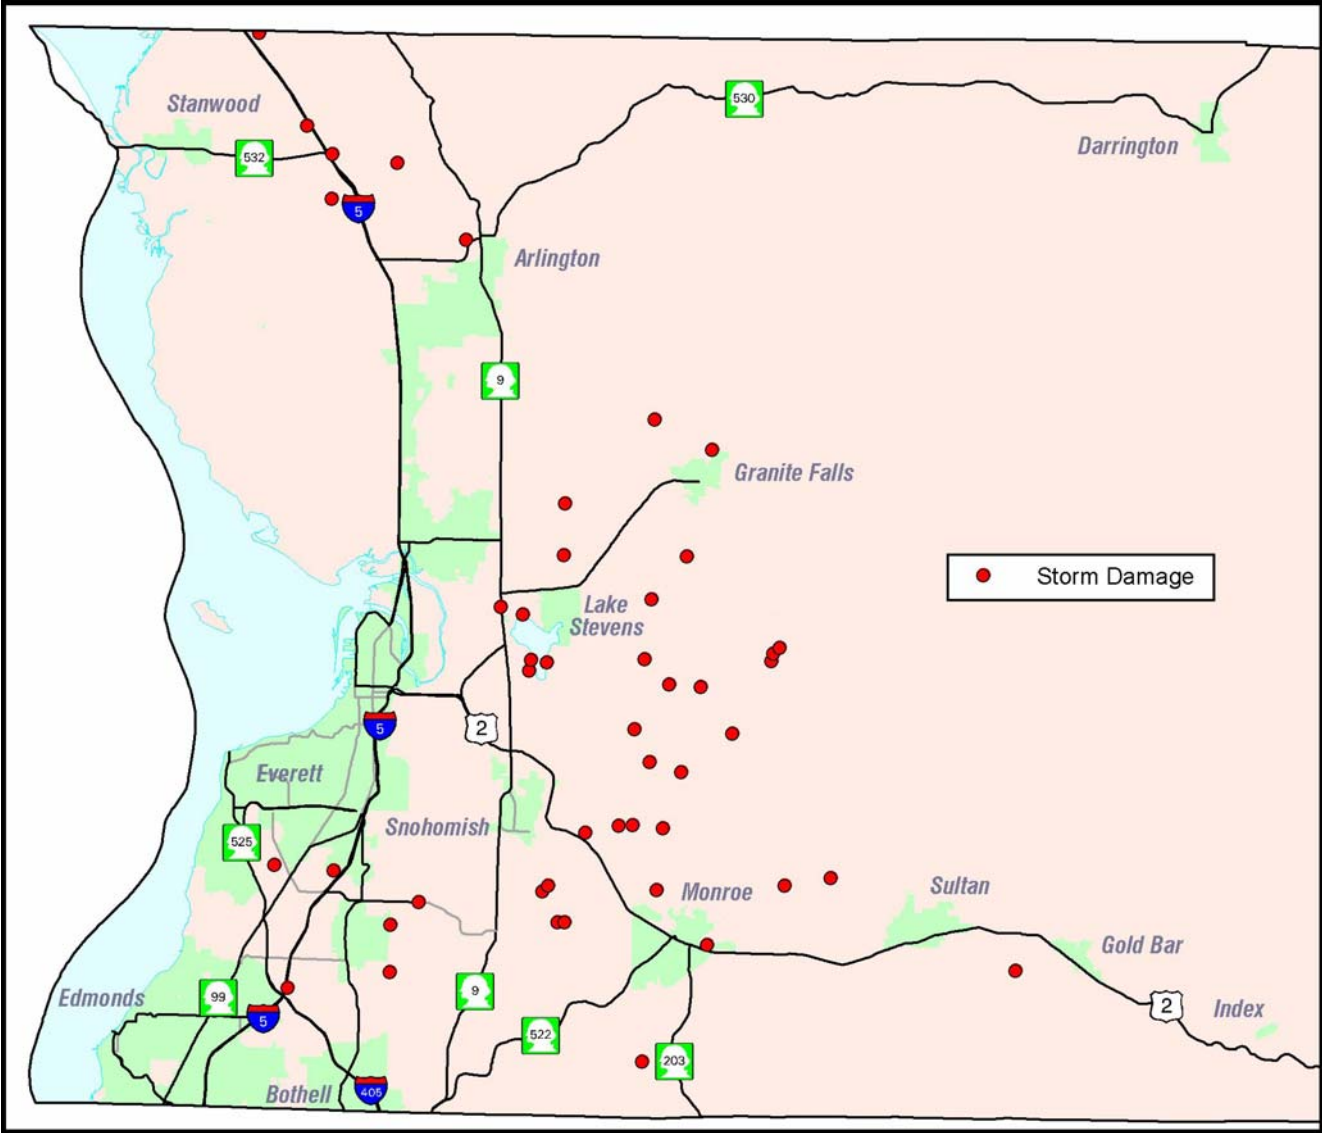 530
Stanwood
Darrington
532
5
Arlington
9
Granite Falls
Storm Damage
Lake
Stevens
5
2
Everett
Snohomish
525
Monroe
Sultan
Gold Bar
Edmonds
99
9
2
Index
5
522
203
Bothell
405